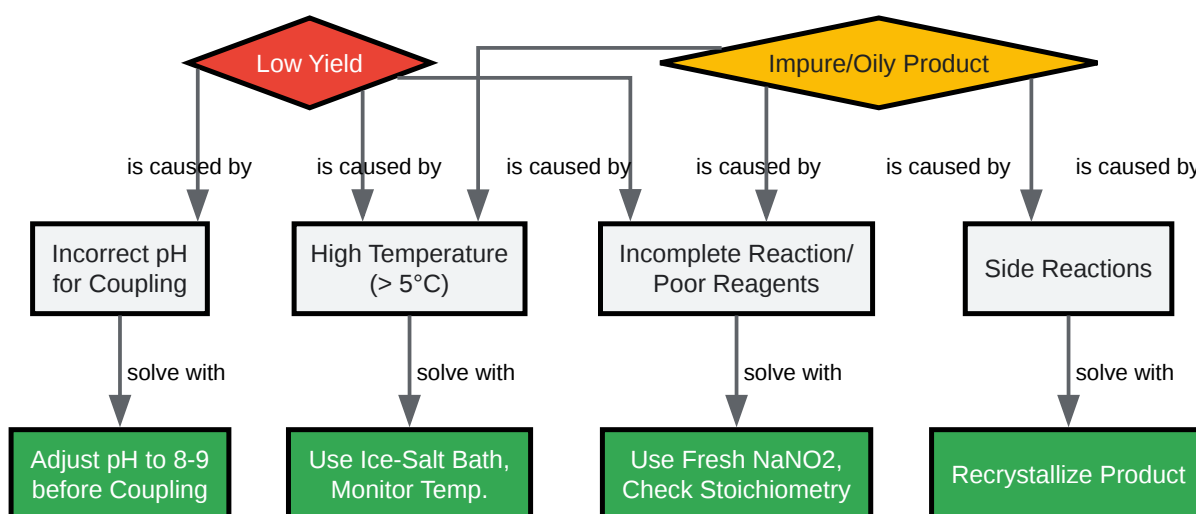 Low Yield
Impure/Oily Product
is caused by
is caused by
is caused by
is caused by
is caused by
is caused by
Incorrect pH
for Coupling
High Temperature
(> 5°C)
Incomplete Reaction/
Poor Reagents
Side Reactions
solve with
solve with
solve with
solve with
Adjust pH to 8-9
before Coupling
Use Ice-Salt Bath,
Monitor Temp.
Use Fresh NaNO2,
Check Stoichiometry
Recrystallize Product